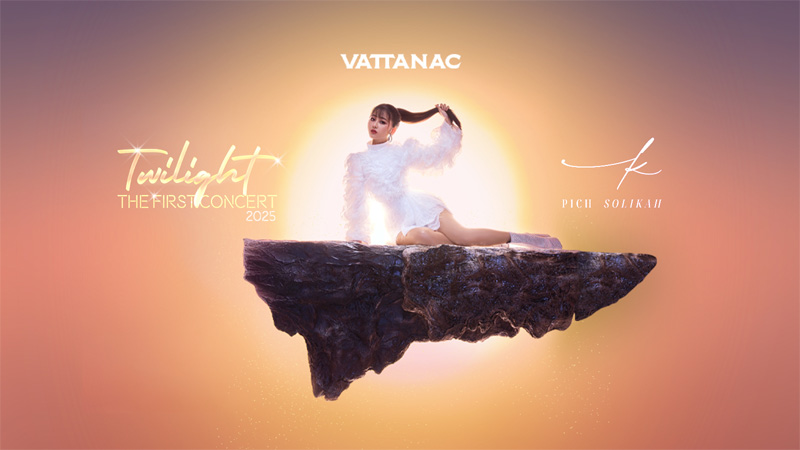 VATTANAC
Twilight
THE FIRST CONCERT
2025
k
PICH SOLIKAH